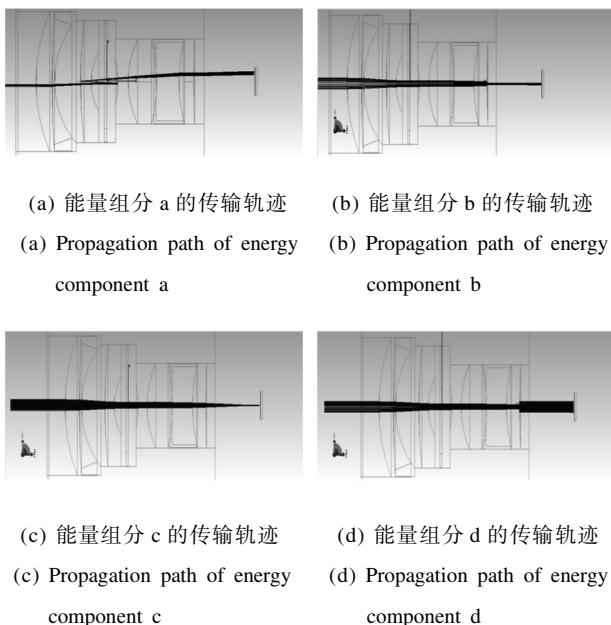 (a) 能量组分 a 的传输轨迹
(a) Propagation path of energy
component a
(b) 能量组分 b 的传输轨迹
(b) Propagation path of energy
component b
(c) 能量组分 c 的传输轨迹
(c) Propagation path of energy
component c
(d) 能量组分 d 的传输轨迹
(d) Propagation path of energy
component d